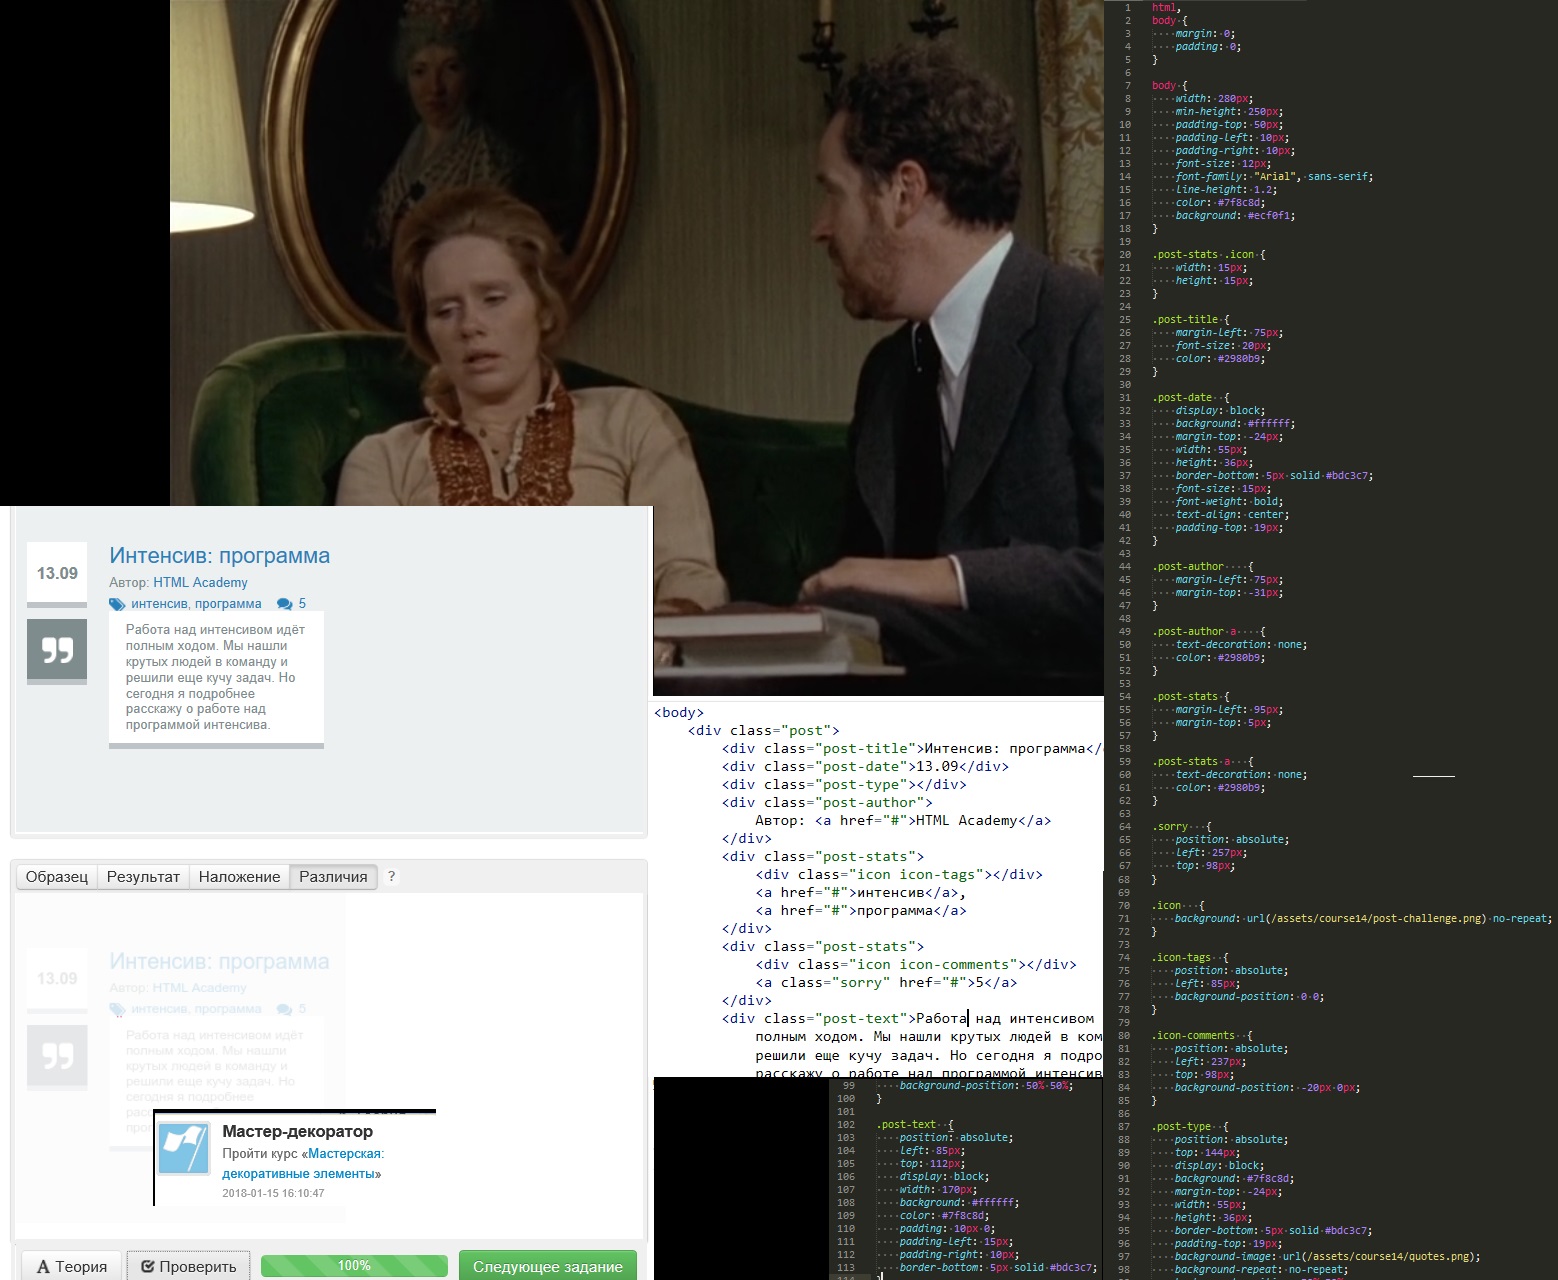 13.09
Интенсив: программа
Автор: HTML Academy
интенсив, программа 5
Работа над интенсивом идёт
полным ходом. Мы нашли
крутых людей в команду и
решили еще кучу задач. Но
сегодня я подробнее
расскажу о работе над
программой интенсива.
Образец Результат Наложение Различия ?
13.09
Интенсив: программа
Автор: HTML Academy
интенсив, программа 5
Работа над интенсивом идёт
полным ходом. Мы нашли
крутых людей в команду и
решили еще кучу задач. Но
сегодня я подробнее
Мастер-декоратор
Пройти курс «Мастерская:
декоративные элементы»
2018-01-15 16:10:47
Теория Проверить 100% Следующее задание
<body>
<div class="post">
<div class="post-title">Интенсив: программа</
<div class="post-date">13.09</div>
<div class="post-type"></div>
<div class="post-author">
Автор: <a href="#">HTML Academy</a>
</div>
<div class="post-stats">
<div class="icon icon-tags"></div>
<a href="#">интенсив</a>,
<a href="#">программа</a>
</div>
<div class="post-stats">
<div class="icon icon-comments"></div>
<a class="sorry" href="#">5</a>
</div>
<div class="post-text">Работа над интенсивом
полным ходом. Мы нашли крутых людей в ком
решили еще кучу задач. Но сегодня я подро
расскажу о работе над программой интенсив
1 html,
2 body {
3 margin: 0;
4 padding: 0;
5 }
6
7 body {
8 width: 280px;
9 min-height: 250px;
10 padding-top: 50px;
11 padding-left: 10px;
12 padding-right: 10px;
13 font-size: 12px;
14 font-family: "Arial", sans-serif;
15 line-height: 1.2;
16 color: #7f8c8d;
17 background: #ecf0f1;
18 }
19
20 .post-stats .icon {
21 width: 15px;
22 height: 15px;
23 }
24
25 .post-title {
26 margin-left: 75px;
27 font-size: 20px;
28 color: #2980b9;
29 }
30
31 .post-date {
32 display: block;
33 background: #ffffff;
34 margin-top: -24px;
35 width: 55px;
36 height: 36px;
37 border-bottom: 5px solid #bdc3c7;
38 font-size: 15px;
39 font-weight: bold;
40 text-align: center;
41 padding-top: 19px;
42 }
43
44 .post-author {
45 margin-left: 75px;
46 margin-top: -31px;
47 }
48
49 .post-author a {
50 text-decoration: none;
51 color: #2980b9;
52 }
53
54 .post-stats {
55 margin-left: 95px;
56 margin-top: 5px;
57 }
58
59 .post-stats a {
60 text-decoration: none;
61 color: #2980b9;
62 }
63
64 .sorry {
65 position: absolute;
66 left: 257px;
67 top: 98px;
68 }
69
70 .icon {
71 background: url(/assets/course14/post-challenge.png) no-repeat;
72 }
73
74 .icon-tags {
75 position: absolute;
76 left: 85px;
77 background-position: 0 0;
78 }
79
80 .icon-comments {
81 position: absolute;
82 left: 237px;
83 top: 98px;
84 background-position: -20px 0px;
85 }
86
87 .post-type {
88 position: absolute;
89 top: 144px;
90 display: block;
91 background: #7f8c8d;
92 margin-top: -24px;
93 width: 55px;
94 height: 36px;
95 border-bottom: 5px solid #bdc3c7;
96 padding-top: 19px;
97 background-image: url(/assets/course14/quotes.png);
98 background-repeat: no-repeat;
99 background-position: 50% 50%;
100 }
101
102 .post-text {
103 position: absolute;
104 left: 85px;
105 top: 112px;
106 display: block;
107 width: 170px;
108 background: #ffffff;
109 color: #7f8c8d;
110 padding: 10px 0;
111 padding-left: 15px;
112 padding-right: 10px;
113 border-bottom: 5px solid #bdc3c7;